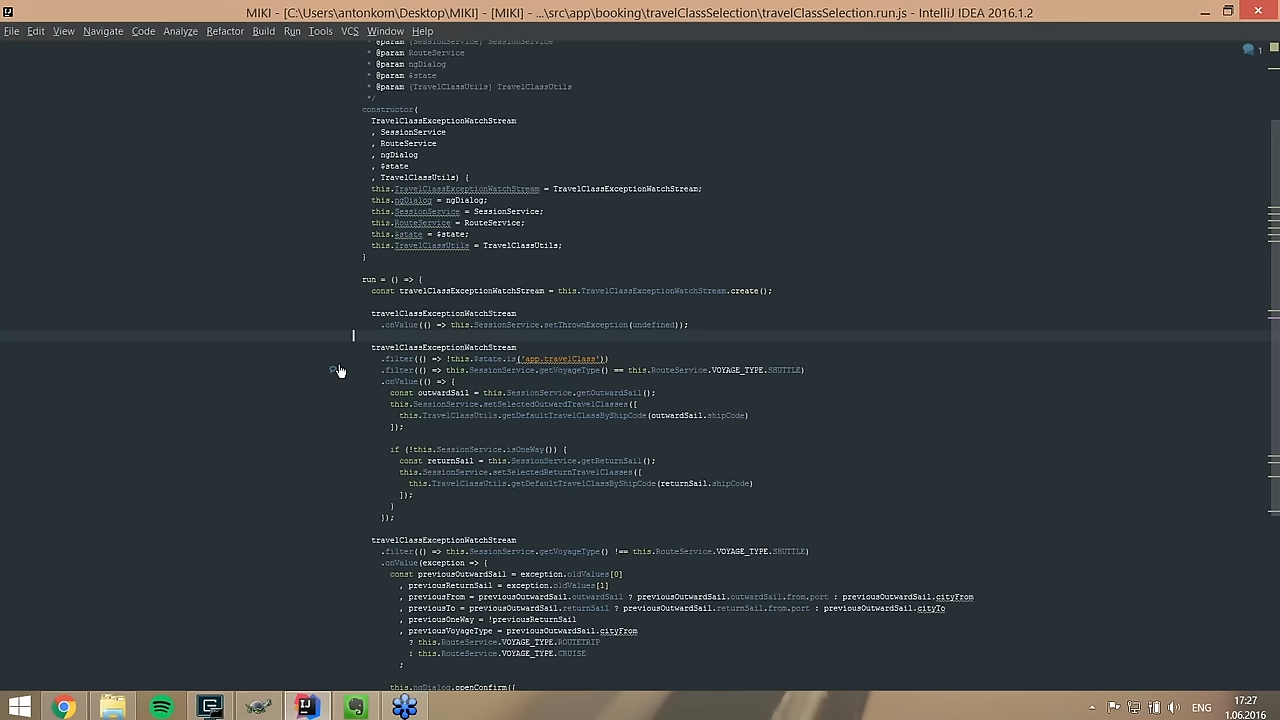 MIKI - [C:\Users\antonkom\Desktop\MIKI] - [MIKI] - ...\src\app\booking\travelClassSelection\travelClassSelection.run.js - IntelliJ IDEA 2016.1.2
File Edit View Navigate Code Analyze Refactor Build Run Tools VCS Window Help
* @param {SessionService} SessionService
* @param RouteService
* @param ngDialog
* @param $state
* @param {TravelClassUtils} TravelClassUtils
*/
constructor(
TravelClassExceptionWatchStream
, SessionService
, RouteService
, ngDialog
, $state
, TravelClassUtils) {
this.TravelClassExceptionWatchStream = TravelClassExceptionWatchStream;
this.ngDialog = ngDialog;
this.SessionService = SessionService;
this.RouteService = RouteService;
this.$state = $state;
this.TravelClassUtils = TravelClassUtils;
}
run = () => {
const travelClassExceptionWatchStream = this.TravelClassExceptionWatchStream.create();
travelClassExceptionWatchStream
.onValue(() => this.SessionService.setThrownException(undefined));
travelClassExceptionWatchStream
.filter(() => !this.$state.is('app.travelClass'))
.filter(() => this.SessionService.getVoyageType() == this.RouteService.VOYAGE_TYPE.SHUTTLE)
.onValue(() => {
const outwardSail = this.SessionService.getOutwardSail();
this.SessionService.setSelectedOutwardTravelClasses([
this.TravelClassUtils.getDefaultTravelClassByShipCode(outwardSail.shipCode)
]);
if (!this.SessionService.isOneWay()) {
const returnSail = this.SessionService.getReturnSail();
this.SessionService.setSelectedReturnTravelClasses([
this.TravelClassUtils.getDefaultTravelClassByShipCode(returnSail.shipCode)
]);
}
});
travelClassExceptionWatchStream
.filter(() => this.SessionService.getVoyageType() !== this.RouteService.VOYAGE_TYPE.SHUTTLE)
.onValue(exception => {
const previousOutwardSail = exception.oldValues[0]
, previousReturnSail = exception.oldValues[1]
, previousFrom = previousOutwardSail.outwardSail ? previousOutwardSail.outwardSail.from.port : previousOutwardSail.cityFrom
, previousTo = previousOutwardSail.returnSail ? previousOutwardSail.returnSail.from.port : previousOutwardSail.cityTo
, previousOneWay = !previousReturnSail
, previousVoyageType = previousOutwardSail.cityFrom
? this.RouteService.VOYAGE_TYPE.ROUTETRIP
: this.RouteService.VOYAGE_TYPE.CRUISE
;
this.ngDialog.openConfirm({
1
ENG
17:27
1.06.2016